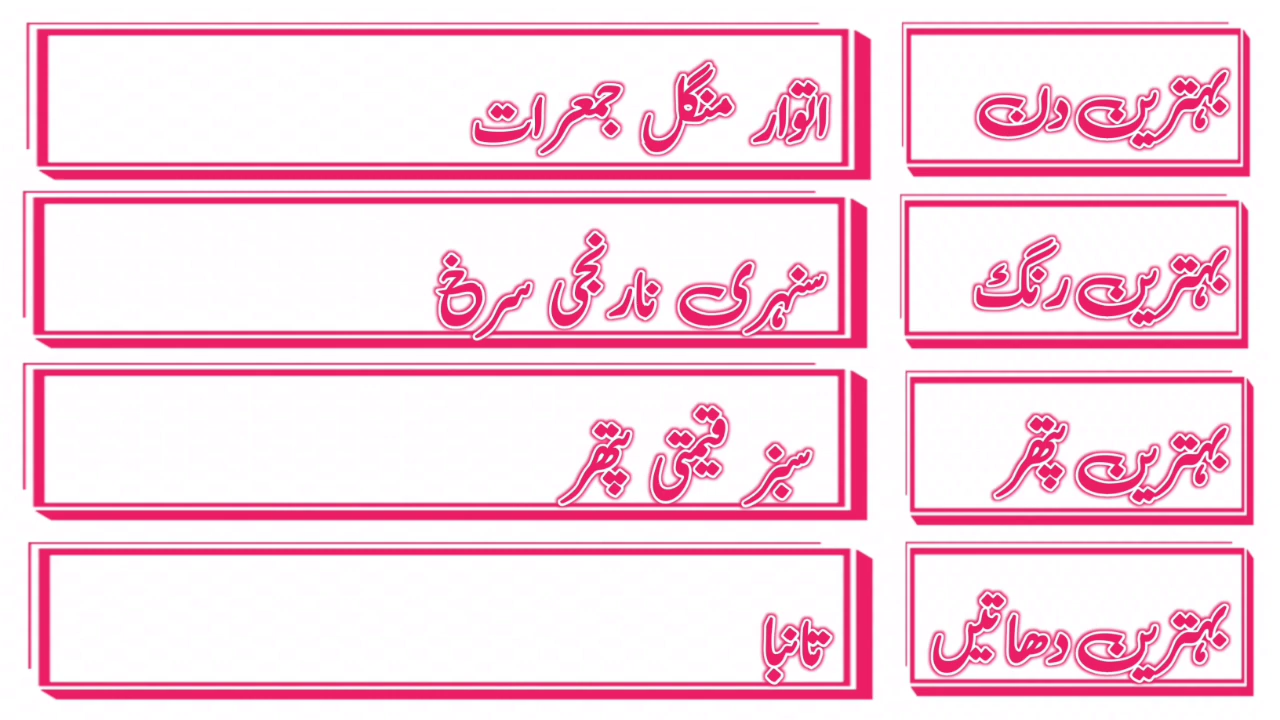 بہترین دن
اتوار منگل جمعرات
بہترین رنگ
سنہری نارنجی سرخ
بہترین پتھر
سبز قیمتی پتھر
بہترین دھاتیں
تانبا